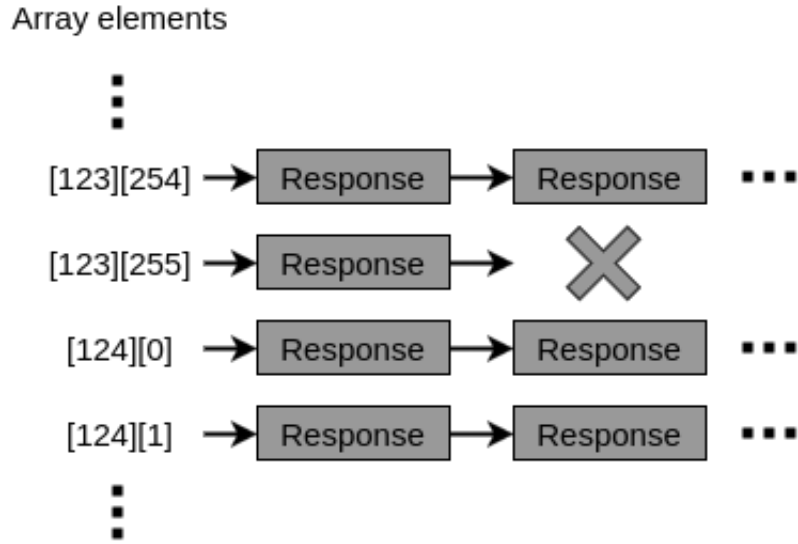 Array elements
[123][254] Response Response
[123][255] Response
[124][0] Response Response
[124][1] Response Response